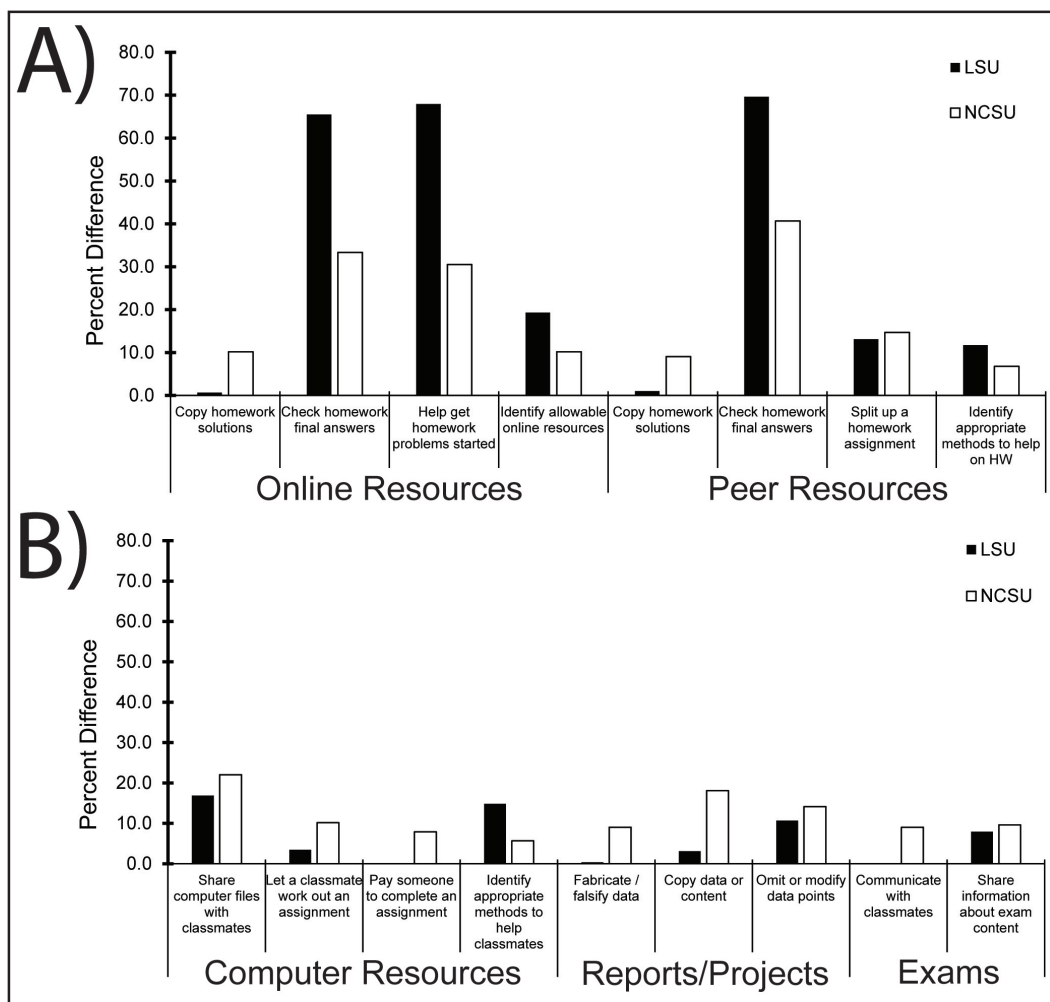 A)
80.0
70.0
60.0
50.0
40.0
30.0
20.0
10.0
0.0
Percent Difference
LSU
NCSU
Copy homework
solutions
Check homework
final answers
Help get
homework
problems started
Identify allowable
online resources
Copy homework
solutions
Check homework
final answers
Split up a
homework
assignment
Identify
appropriate
methods to help
on HW
Online Resources
Peer Resources
B)
80.0
70.0
60.0
50.0
40.0
30.0
20.0
10.0
0.0
Percent Difference
LSU
NCSU
Share
computer files
with
classmates
Let a classmate
work out an
assignment
Pay someone
to complete an
assignment
Identify
appropriate
methods to
help
classmates
Fabricate /
falsify data
Copy data or
content
Omit or modify
data points
Communicate
with
classmates
Share
information
about exam
content
Computer Resources
Reports/Projects
Exams